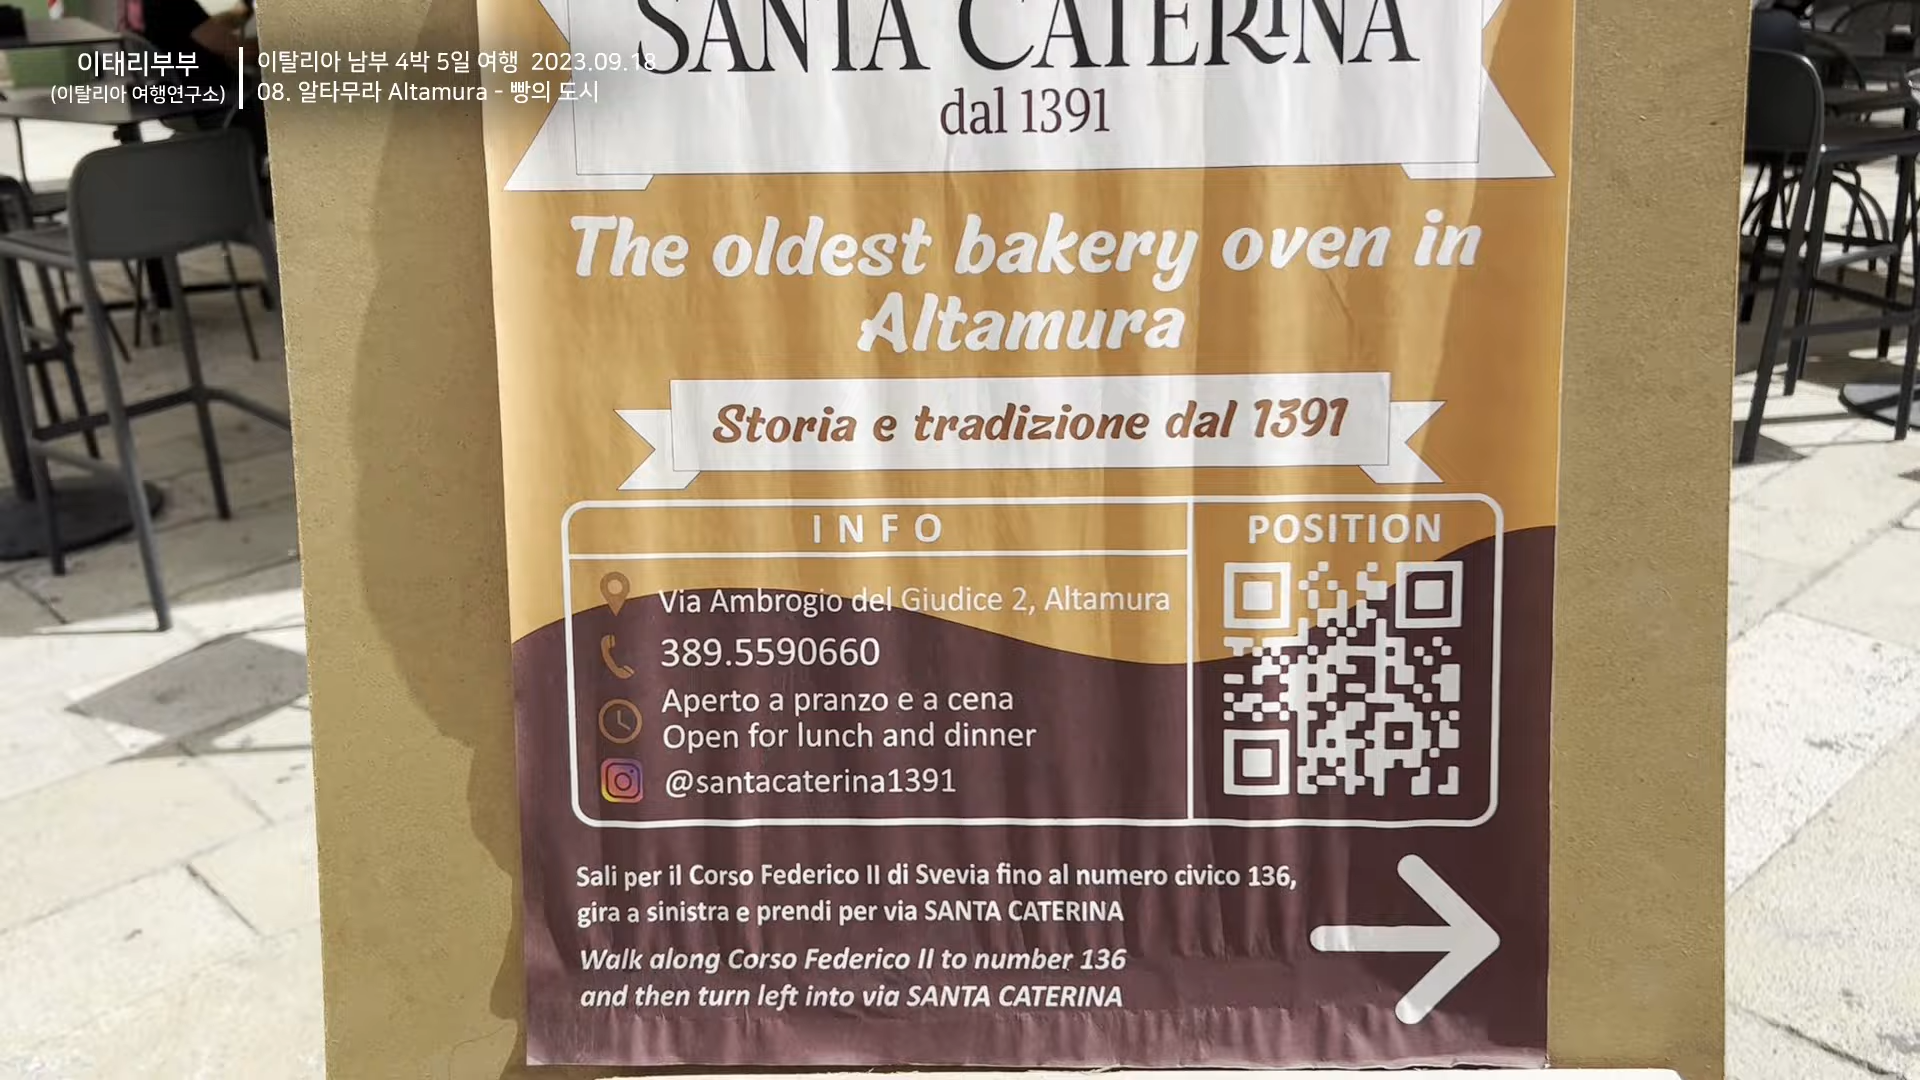 이태리부부
(이탈리아 여행연구소)
이탈리아 남부 4박 5일 여행 2023.09.18
08. 알타무라 Altamura - 빵의 도시
SANTA CATERINA
dal 1391
The oldest bakery oven in
Altamura
Storia e tradizione dal 1391
INFO
POSITION
Via Ambrogio del Giudice 2, Altamura
389.5590660
Aperto a pranzo e a cena
Open for lunch and dinner
@santacaterina1391
Sali per il Corso Federico II di Svevia fino al numero civico 136,
gira a sinistra e prendi per via SANTA CATERINA
Walk along Corso Federico II to number 136
and then turn left into via SANTA CATERINA